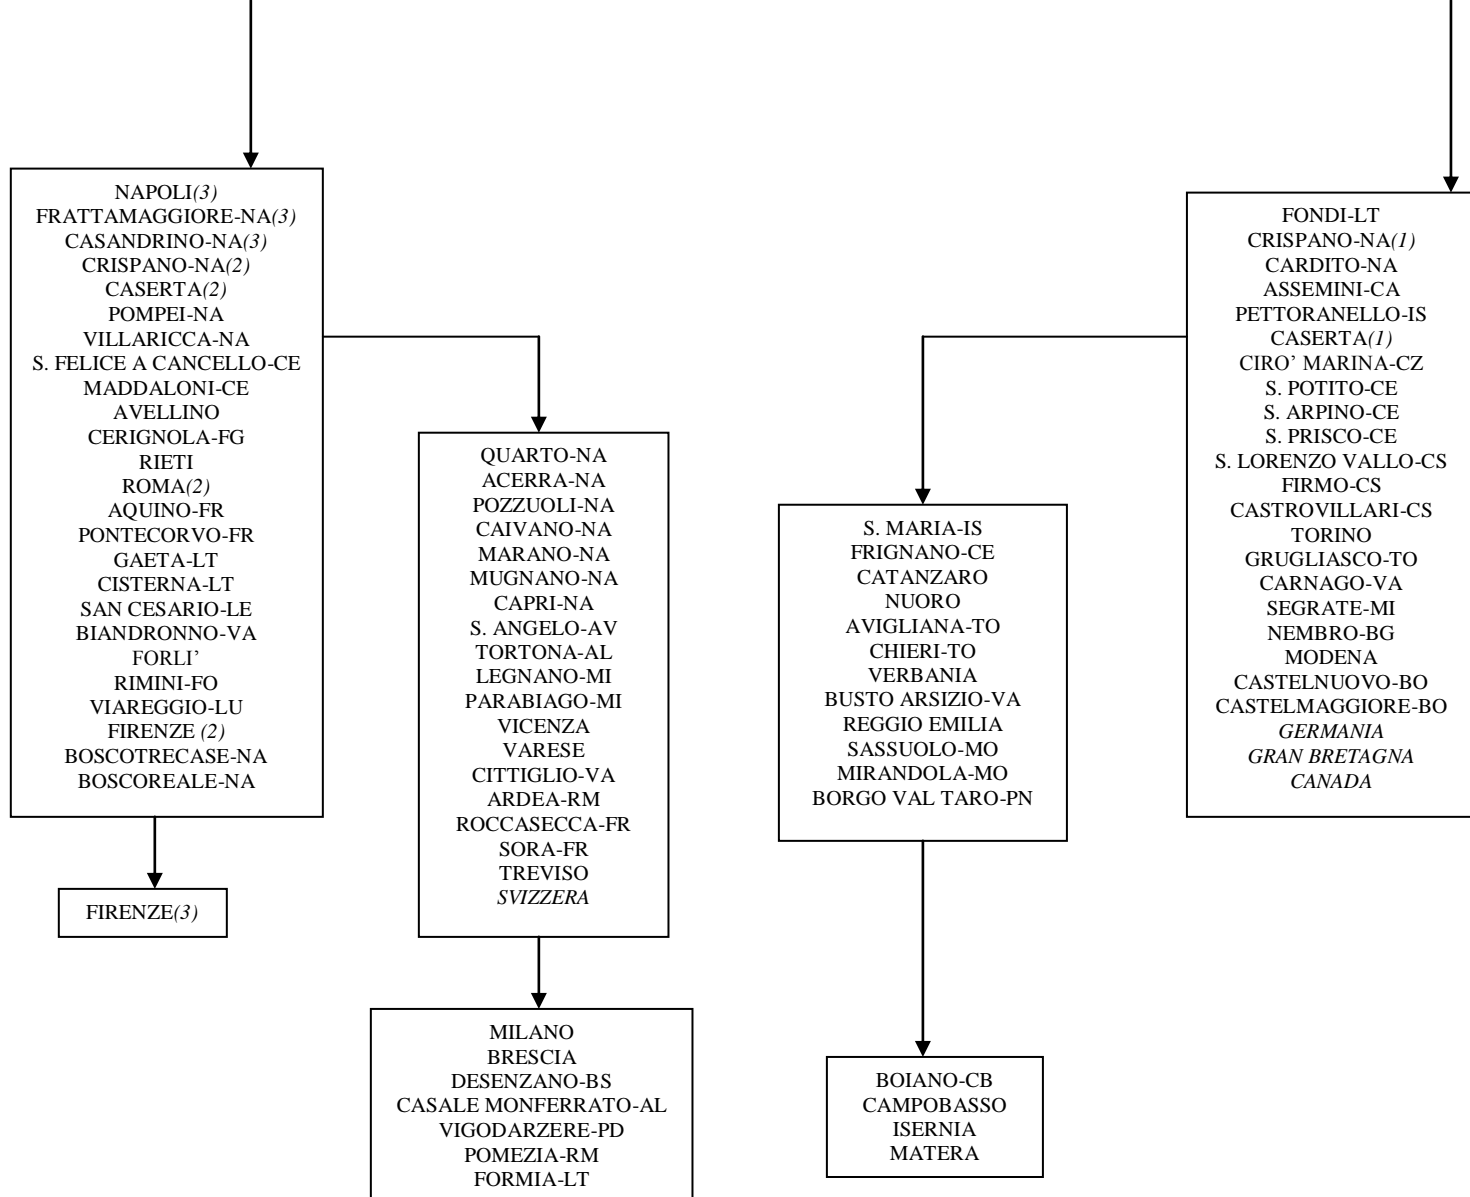 NAPOLI(3)
FRATTAMAGGIORE-NA(3)
CASANDRINO-NA(3)
CRISPANO-NA(2)
CASERTA(2)
POMPEI-NA
VILLARICCA-NA
S. FELICE A CANCELLO-CE
MADDALONI-CE
AVELLINO
CERIGNOLA-FG
RIETI
ROMA(2)
AQUINO-FR
PONTECORVO-FR
GAETA-LT
CISTERNA-LT
SAN CESARIO-LE
BIANDRONNO-VA
FORLI’
RIMINI-FO
VIAREGGIO-LU
FIRENZE (2)
BOSCOTRECASE-NA
BOSCOREALE-NA
FIRENZE(3)
QUARTO-NA
ACERRA-NA
POZZUOLI-NA
CAIVANO-NA
MARANO-NA
MUGNANO-NA
CAPRI-NA
S. ANGELO-AV
TORTONA-AL
LEGNANO-MI
PARABIAGO-MI
VICENZA
VARESE
CITTIGLIO-VA
ARDEA-RM
ROCCASECCA-FR
SORA-FR
TREVISO
SVIZZERA
MILANO
BRESCIA
DESENZANO-BS
CASALE MONFERRATO-AL
VIGODARZERE-PD
POMEZIA-RM
FORMIA-LT
S. MARIA-IS
FRIGNANO-CE
CATANZARO
NUORO
AVIGLIANA-TO
CHIERI-TO
VERBANIA
BUSTO ARSIZIO-VA
REGGIO EMILIA
SASSUOLO-MO
MIRANDOLA-MO
BORGO VAL TARO-PN
BOIANO-CB
CAMPOBASSO
ISERNIA
MATERA
FONDI-LT
CRISPANO-NA(1)
CARDITO-NA
ASSEMINI-CA
PETTORANELLO-IS
CASERTA(1)
CIRO’ MARINA-CZ
S. POTITO-CE
S. ARPINO-CE
S. PRISCO-CE
S. LORENZO VALLO-CS
FIRMO-CS
CASTROVILLARI-CS
TORINO
GRUGLIASCO-TO
CARNAGO-VA
SEGRATE-MI
NEMBRO-BG
MODENA
CASTELNUOVO-BO
CASTELMAGGIORE-BO
GERMANIA
GRAN BRETAGNA
CANADA